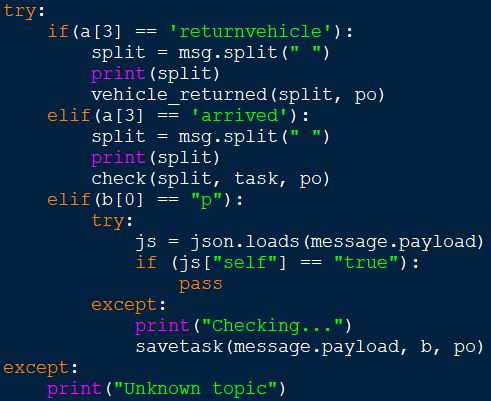 try:
    if(a[3] == 'returnvehicle'):
        split = msg.split(" ")
        print(split)
        vehicle_returned(split, po)
    elif(a[3] == 'arrived'):
        split = msg.split(" ")
        print(split)
        check(split, task, po)
    elif(b[0] == "p"):
        try:
            js = json.loads(message.payload)
            if (js["self"] == "true"):
                pass
        except:
            print("Checking...")
            savetask(message.payload, b, po)
except:
    print("Unknown topic")